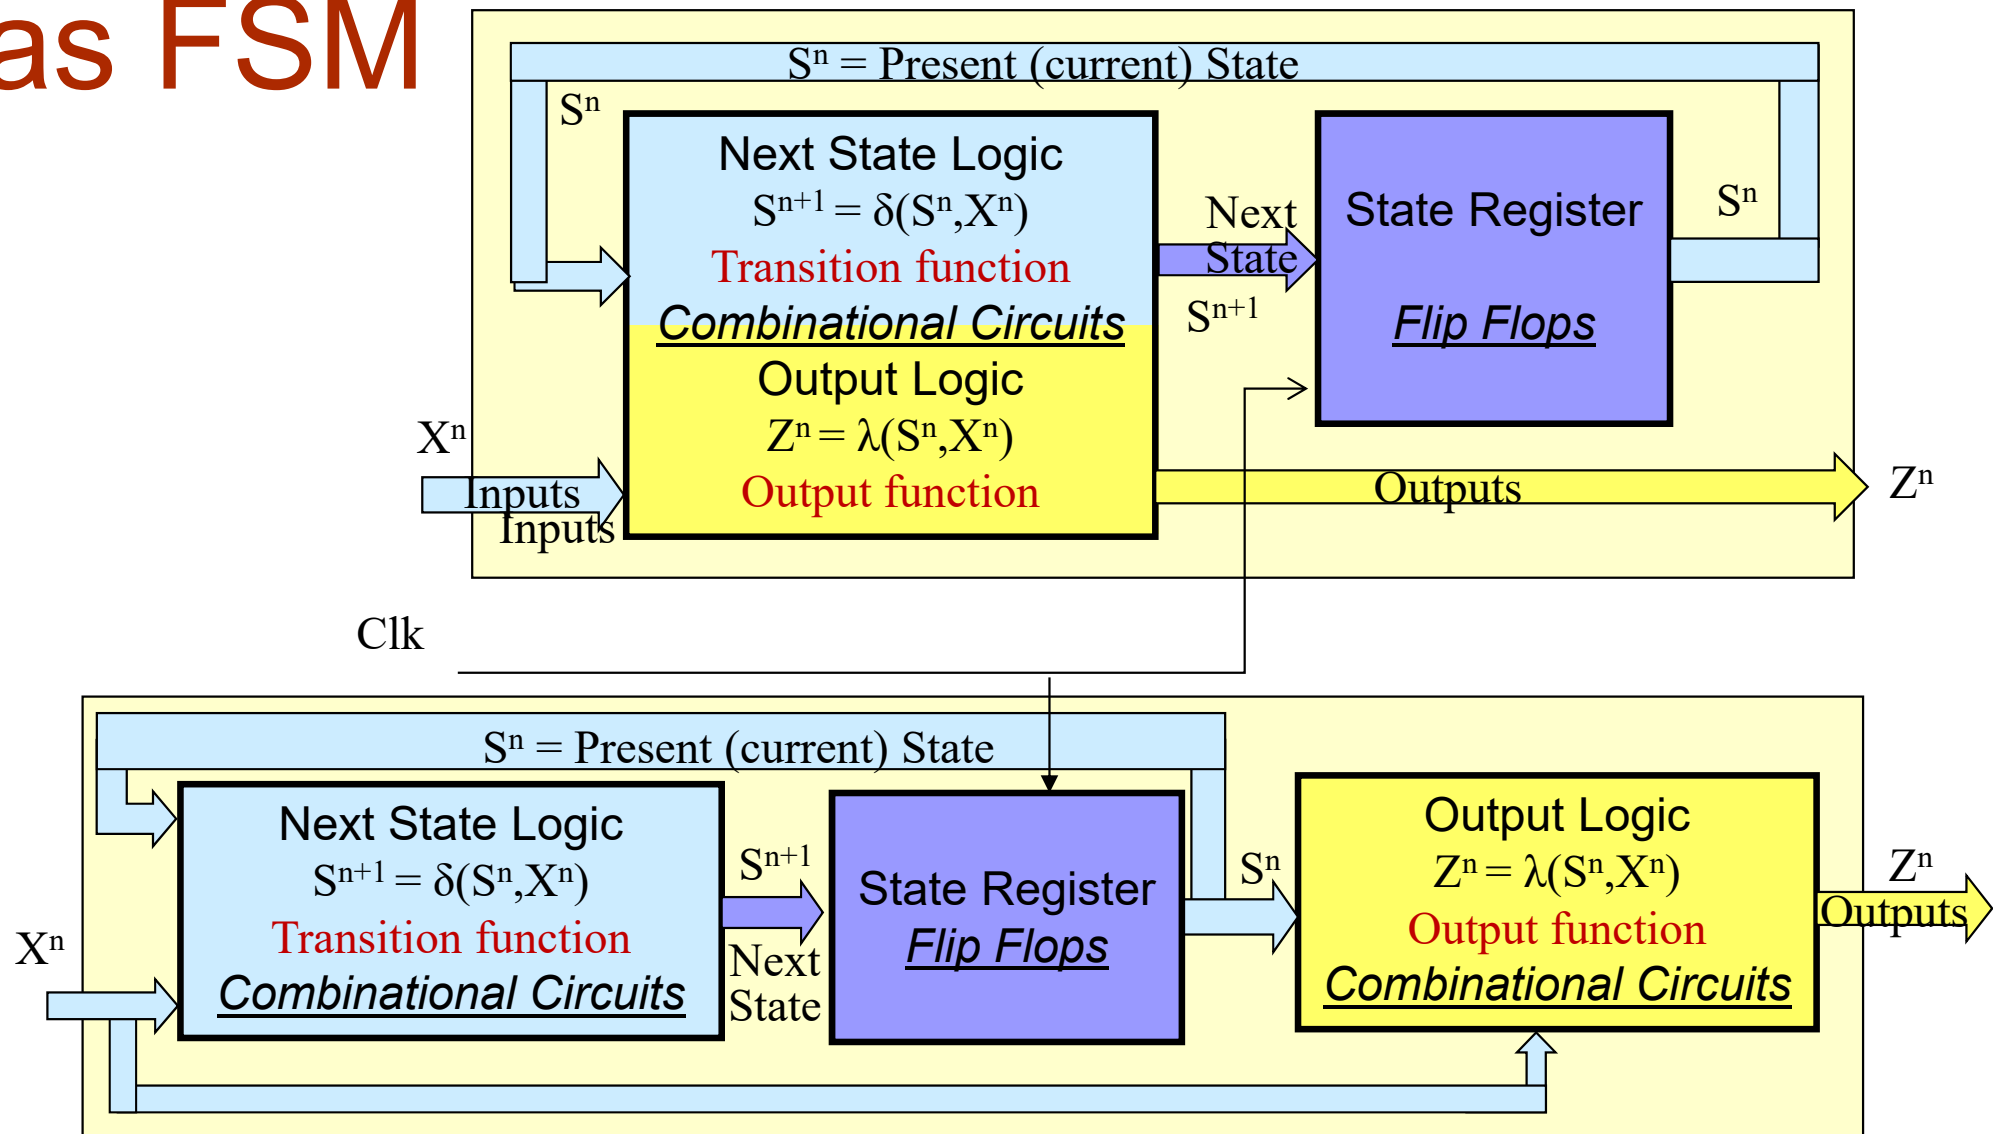 as FSM
Sⁿ = Present (current) State
Sⁿ
Next State Logic
Sⁿ⁺¹ = δ(Sⁿ,Xⁿ)
Transition function
Combinational Circuits
Output Logic
Zⁿ = λ(Sⁿ,Xⁿ)
Output function
Next
State
Sⁿ⁺¹
State Register
Flip Flops
Sⁿ
Xⁿ
Inputs
Inputs
Outputs
Zⁿ
Clk
Sⁿ = Present (current) State
Next State Logic
Sⁿ⁺¹ = δ(Sⁿ,Xⁿ)
Transition function
Combinational Circuits
Xⁿ
Sⁿ⁺¹
Next
State
State Register
Flip Flops
Sⁿ
Output Logic
Zⁿ = λ(Sⁿ,Xⁿ)
Output function
Combinational Circuits
Zⁿ
Outputs